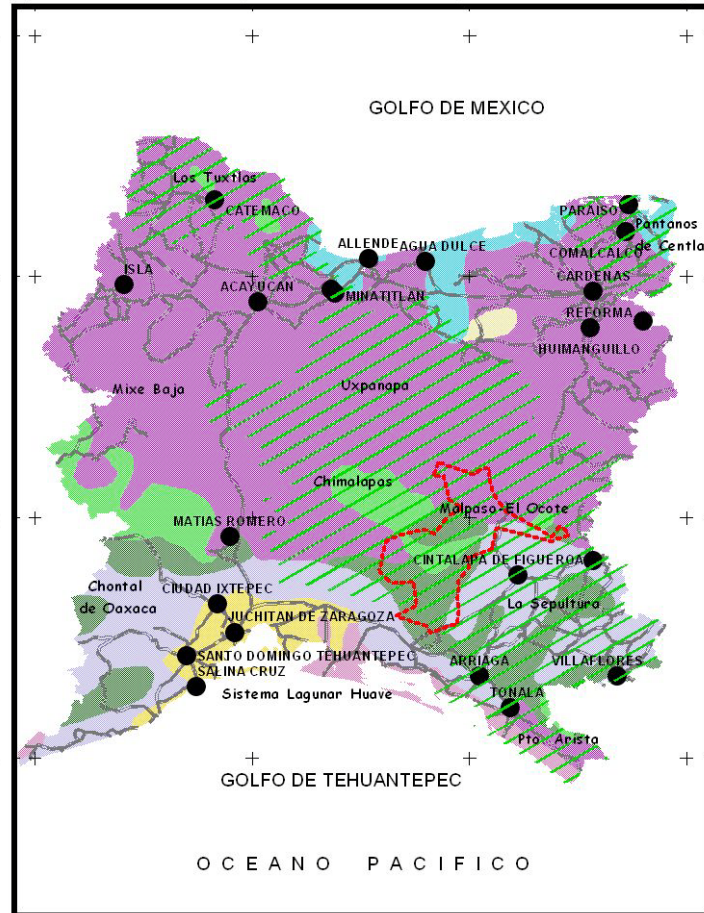 GOLFO DE MEXICO
Los Tuxtlas
CATEMACO
PARAISO
Pantanos
de Centla
ALLENDE
AGUA DULCE
COMALCALCO
ISLA
ACAYUCAN
MINATITLAN
CARDENAS
REFORMA
HUIMANGUILLO
Mixe Baja
Uxpanapa
Chimalapas
Malpaso-El Ocote
MATIAS ROMERO
CINTALAPA DE FIGUEROA
Chontal
de Oaxaca
CIUDAD IXTEPEC
La Sepultura
JUCHITAN DE ZARAGOZA
SANTO DOMINGO TEHUANTEPEC
ARRIAGA
VILLAFLORES
SALINA CRUZ
Sistema Lagunar Huave
TONALA
Pto. Arista
GOLFO DE TEHUANTEPEC
OCEANO PACIFICO